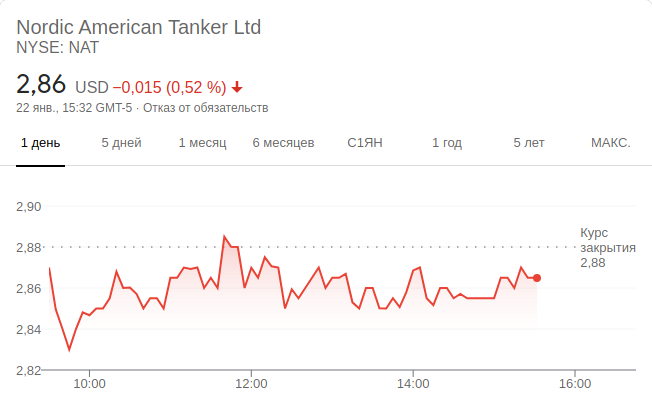 Nordic American Tanker Ltd
NYSE: NAT
2,86 USD −0,015 (0,52 %)
22 янв., 15:32 GMT-5 · Отказ от обязательств
1 день 5 дней 1 месяц 6 месяцев С1ЯН 1 год 5 лет МАКС.
2,90
Курс
2,88 закрытия
2,88
2,86
2,84
2,82
10:00 12:00 14:00 16:00